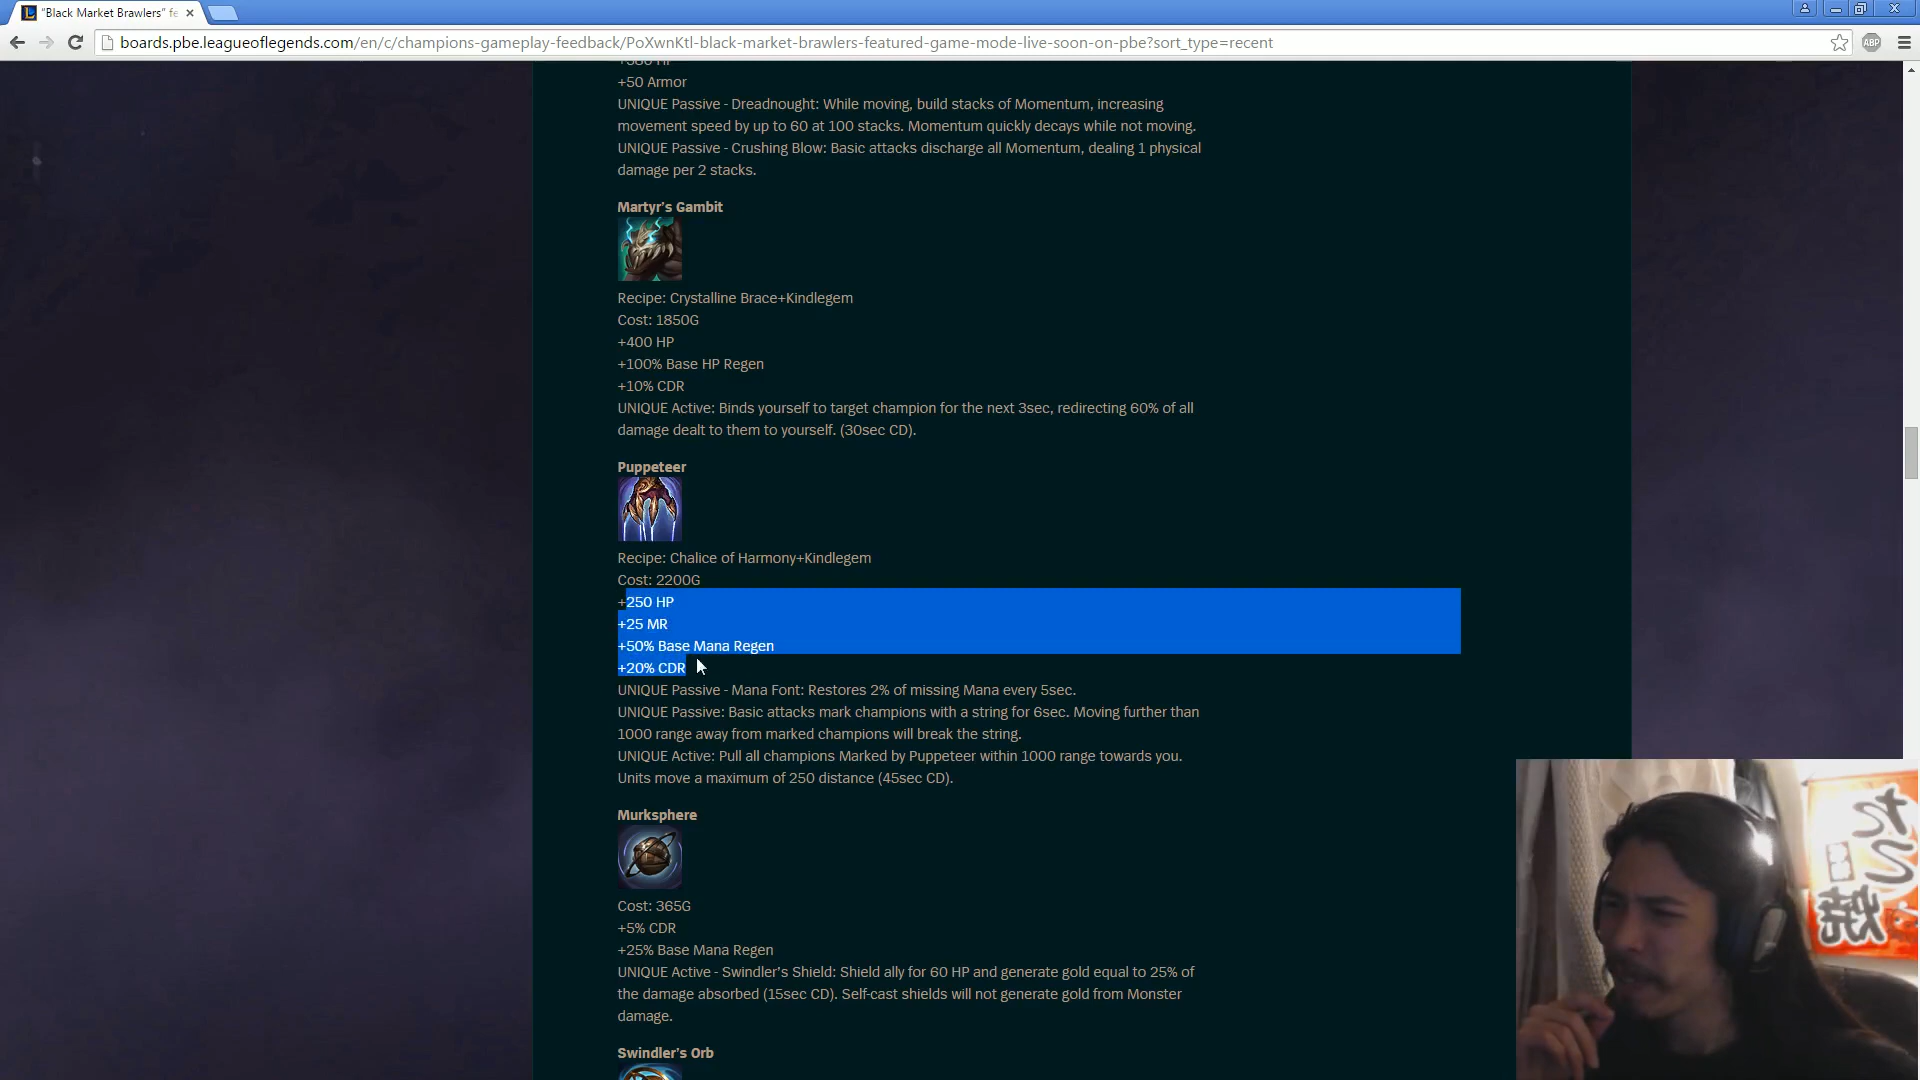 "Black Market Brawlers" fe
boards.pbe.leagueoflegends.com/en/c/champions-gameplay-feedback/PoXwnKtl-black-market-brawlers-featured-game-mode-live-soon-on-pbe?sort_type=recent
ABP
+380 HP
+50 Armor
UNIQUE Passive - Dreadnought: While moving, build stacks of Momentum, increasing
movement speed by up to 60 at 100 stacks. Momentum quickly decays while not moving.
UNIQUE Passive - Crushing Blow: Basic attacks discharge all Momentum, dealing 1 physical
damage per 2 stacks.
Martyr's Gambit
Recipe: Crystalline Brace+Kindlegem
Cost: 1850G
+400 HP
+100% Base HP Regen
+10% CDR
UNIQUE Active: Binds yourself to target champion for the next 3sec, redirecting 60% of all
damage dealt to them to yourself. (30sec CD).
Puppeteer
Recipe: Chalice of Harmony+Kindlegem
Cost: 2200G
+250 HP
+25 MR
+50% Base Mana Regen
+20% CDR
UNIQUE Passive - Mana Font: Restores 2% of missing Mana every 5sec.
UNIQUE Passive: Basic attacks mark champions with a string for 6sec. Moving further than
1000 range away from marked champions will break the string.
UNIQUE Active: Pull all champions Marked by Puppeteer within 1000 range towards you.
Units move a maximum of 250 distance (45sec CD).
Murksphere
Cost: 365G
+5% CDR
+25% Base Mana Regen
UNIQUE Active - Swindler's Shield: Shield ally for 60 HP and generate gold equal to 25% of
the damage absorbed (15sec CD). Self-cast shields will not generate gold from Monster
damage.
Swindler's Orb
たこ
焼